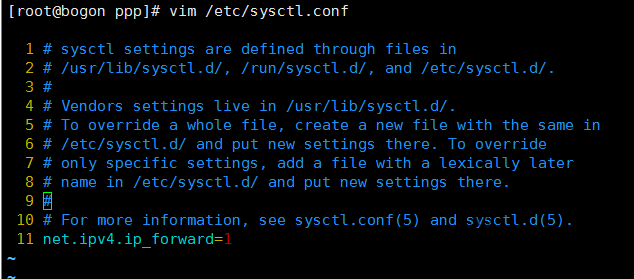 [root@bogon ppp]# vim /etc/sysctl.conf
1 # sysctl settings are defined through files in
2 # /usr/lib/sysctl.d/, /run/sysctl.d/, and /etc/sysctl.d/.
3 #
4 # Vendors settings live in /usr/lib/sysctl.d/.
5 # To override a whole file, create a new file with the same in
6 # /etc/sysctl.d/ and put new settings there. To override
7 # only specific settings, add a file with a lexically later
8 # name in /etc/sysctl.d/ and put new settings there.
9 #
10 # For more information, see sysctl.conf(5) and sysctl.d(5).
11 net.ipv4.ip_forward=1
~
~